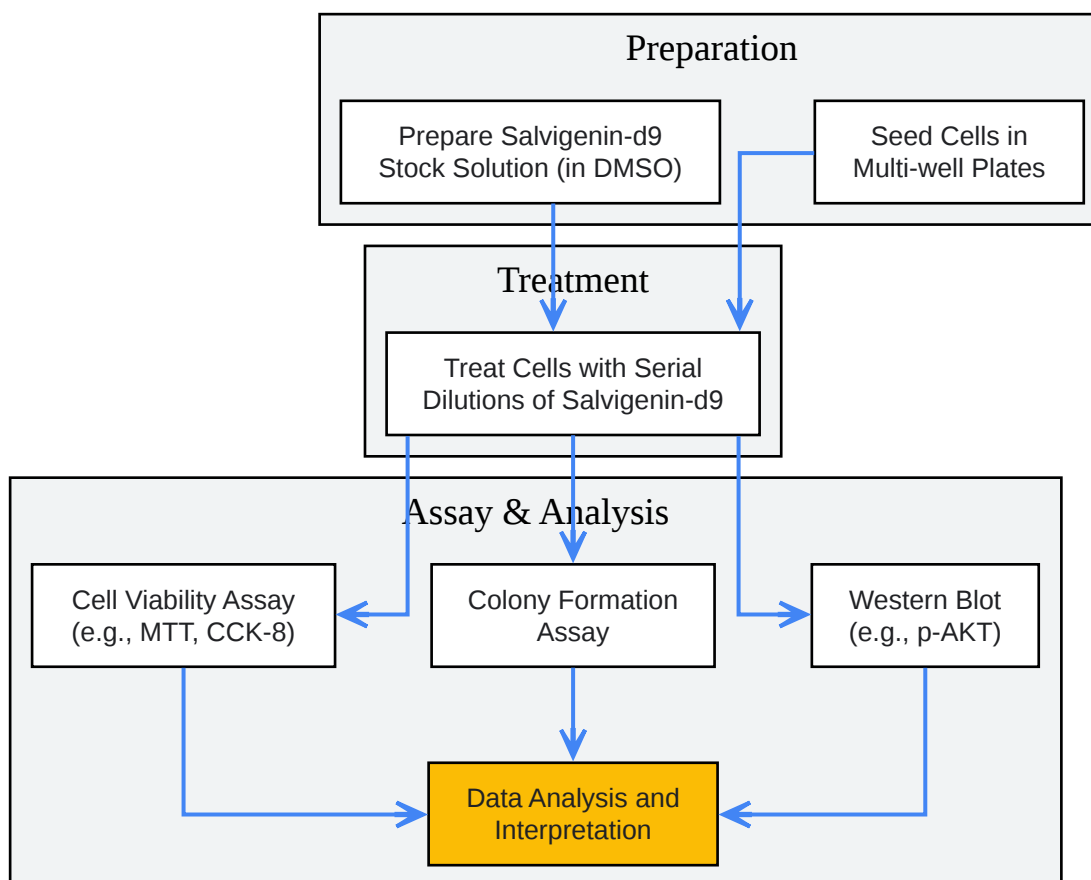 Preparation
Prepare Salvigenin-d9
Stock Solution (in DMSO)
Seed Cells in
Multi-well Plates
Treatment
Treat Cells with Serial
Dilutions of Salvigenin-d9
Assay & Analysis
Cell Viability Assay
(e.g., MTT, CCK-8)
Colony Formation
Assay
Western Blot
(e.g., p-AKT)
Data Analysis and
Interpretation